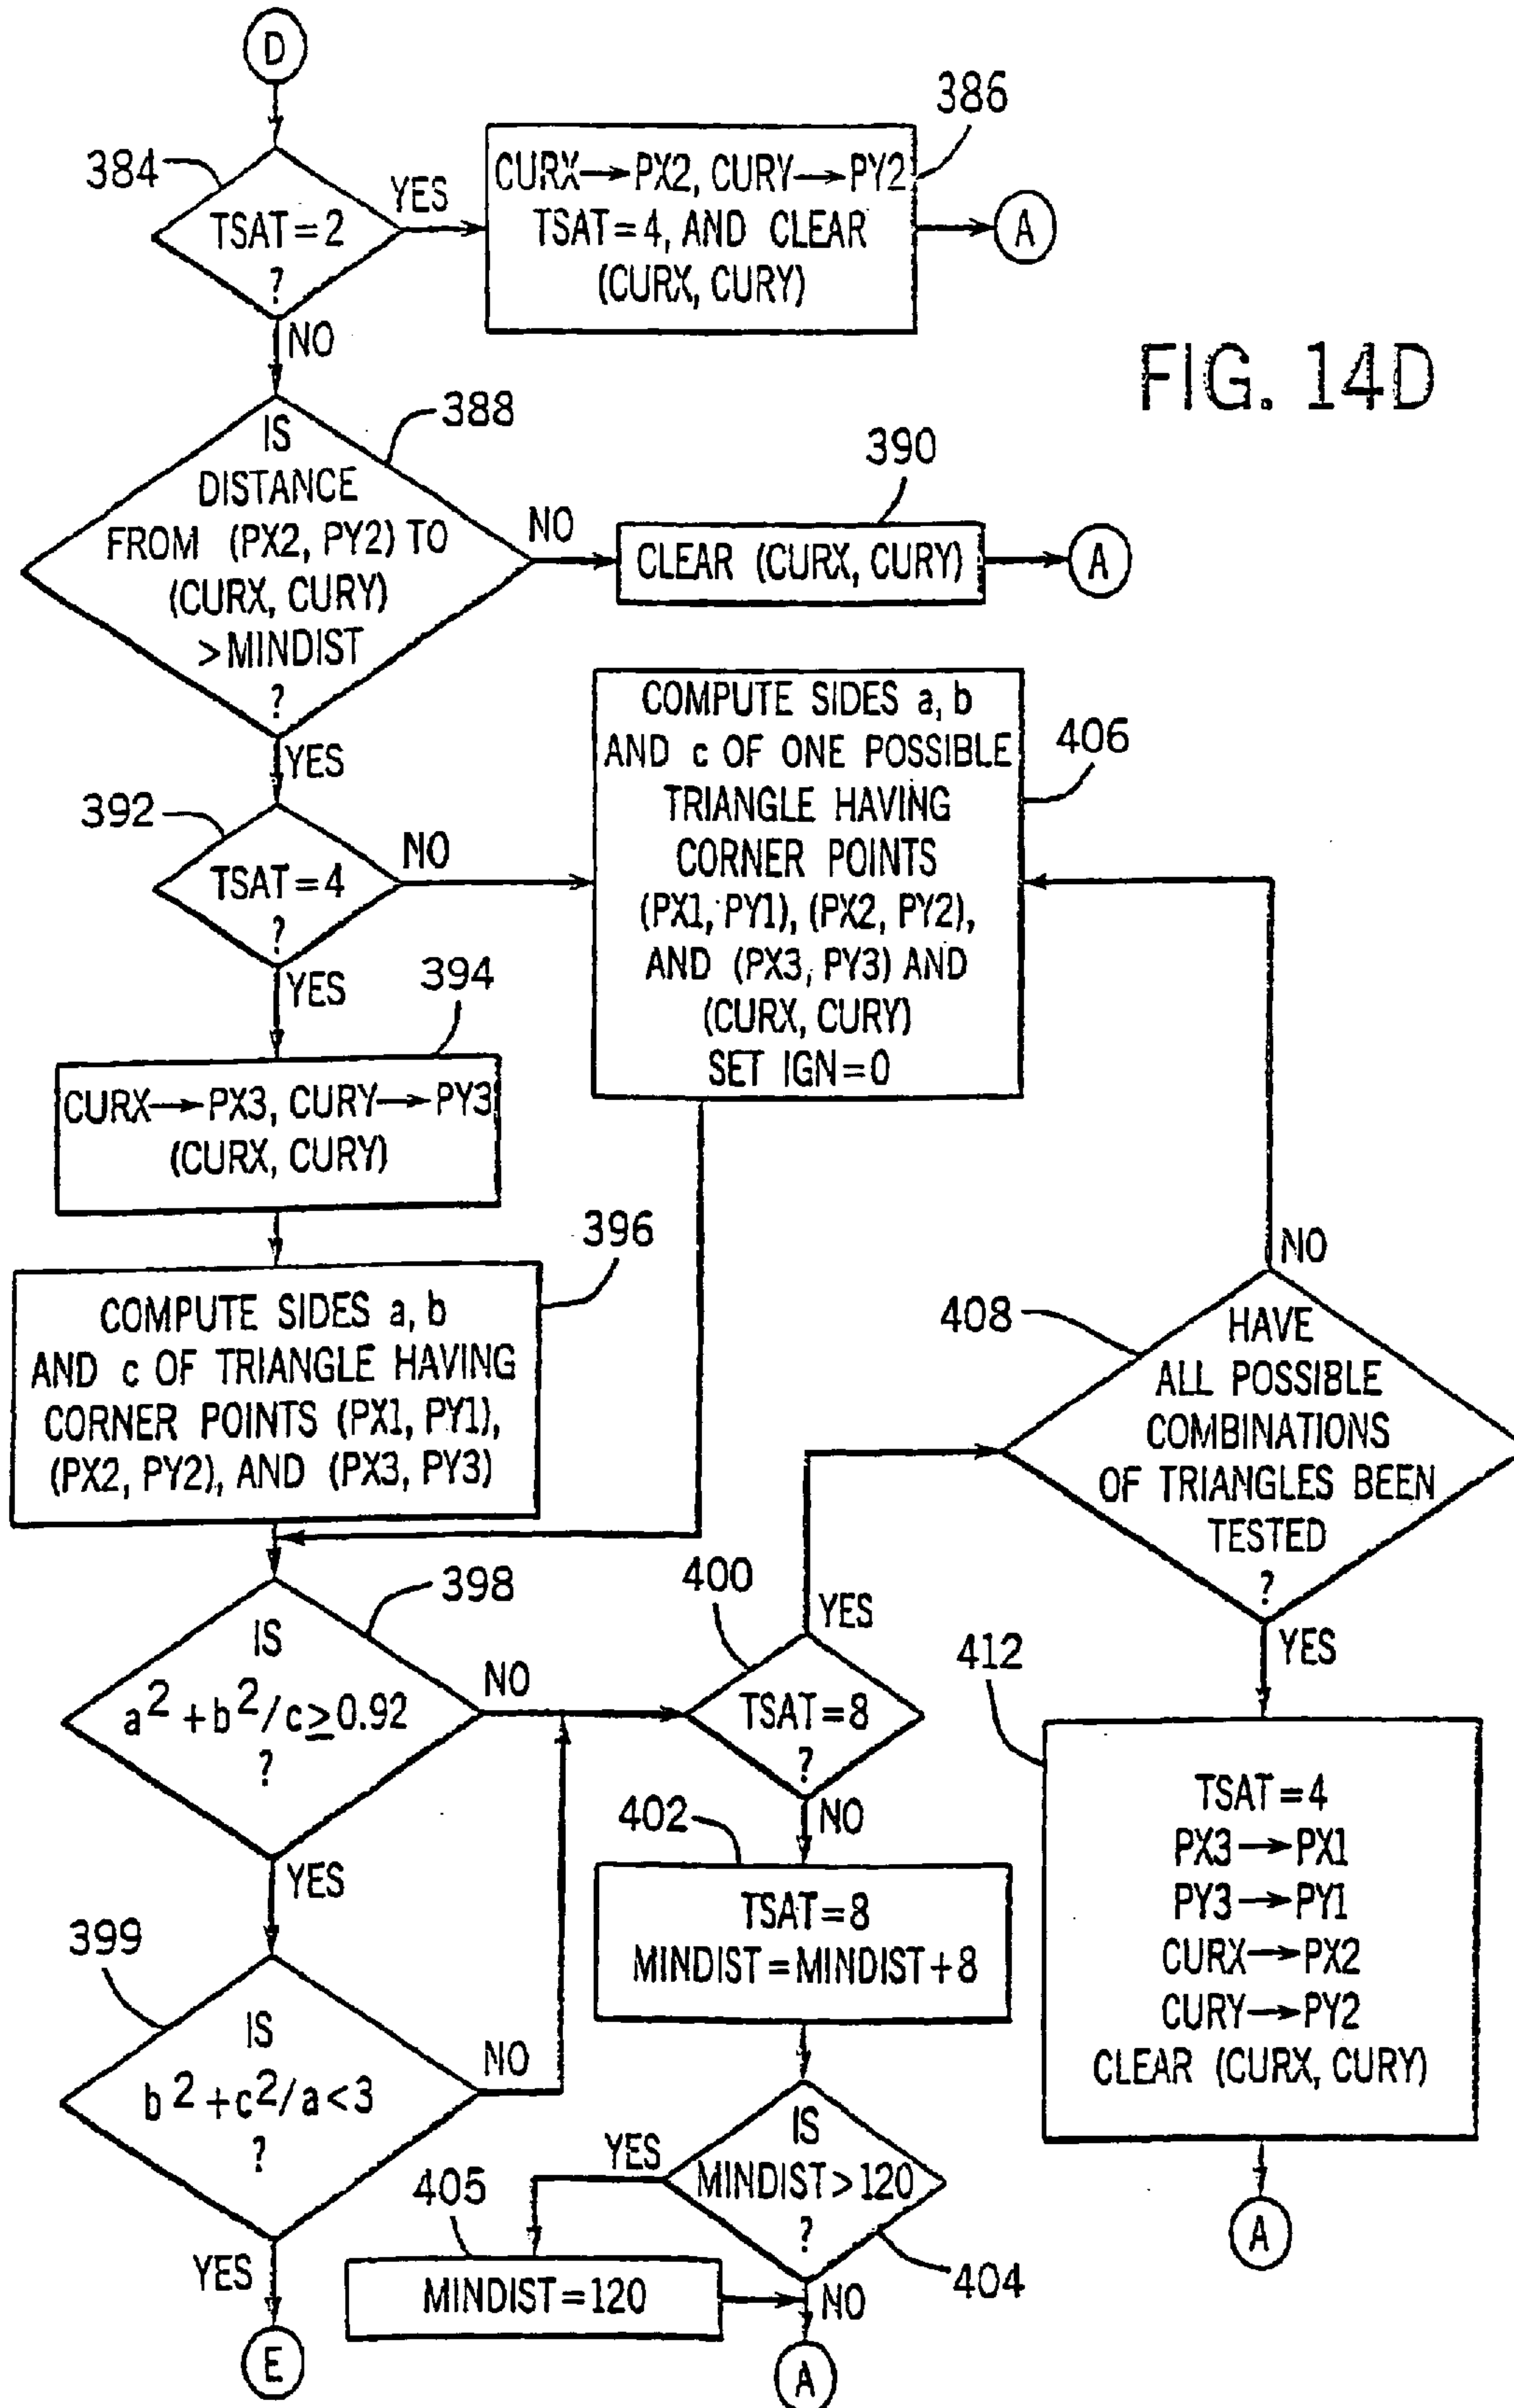 D
384
TSAT=2
?
YES
386
CURX→PX2, CURY→PY2
TSAT=4, AND CLEAR
(CURX, CURY)
A
NO
FIG. 14D
388
IS
DISTANCE
FROM (PX2, PY2) TO
(CURX, CURY)
>MINDIST
?
NO
390
CLEAR (CURX, CURY)
A
YES
392
TSAT=4
?
NO
406
COMPUTE SIDES a, b
AND c OF ONE POSSIBLE
TRIANGLE HAVING
CORNER POINTS
(PX1, PY1), (PX2, PY2),
AND (PX3, PY3) AND
(CURX, CURY)
SET IGN=0
YES
394
CURX→PX3, CURY→PY3
(CURX, CURY)
396
COMPUTE SIDES a, b
AND c OF TRIANGLE HAVING
CORNER POINTS (PX1, PY1),
(PX2, PY2), AND (PX3, PY3)
NO
408
HAVE
ALL POSSIBLE
COMBINATIONS
OF TRIANGLES BEEN
TESTED
?
YES
398
IS
a² +b²/c≥0.92
?
NO
400
TSAT=8
?
YES
NO
402
TSAT=8
MINDIST=MINDIST+8
412
TSAT=4
PX3→PX1
PY3→PY1
CURX→PX2
CURY→PY2
CLEAR (CURX, CURY)
A
YES
399
IS
b²+c²/a<3
?
NO
YES
E
IS
MINDIST>120
?
404
YES
405
MINDIST=120
NO
A